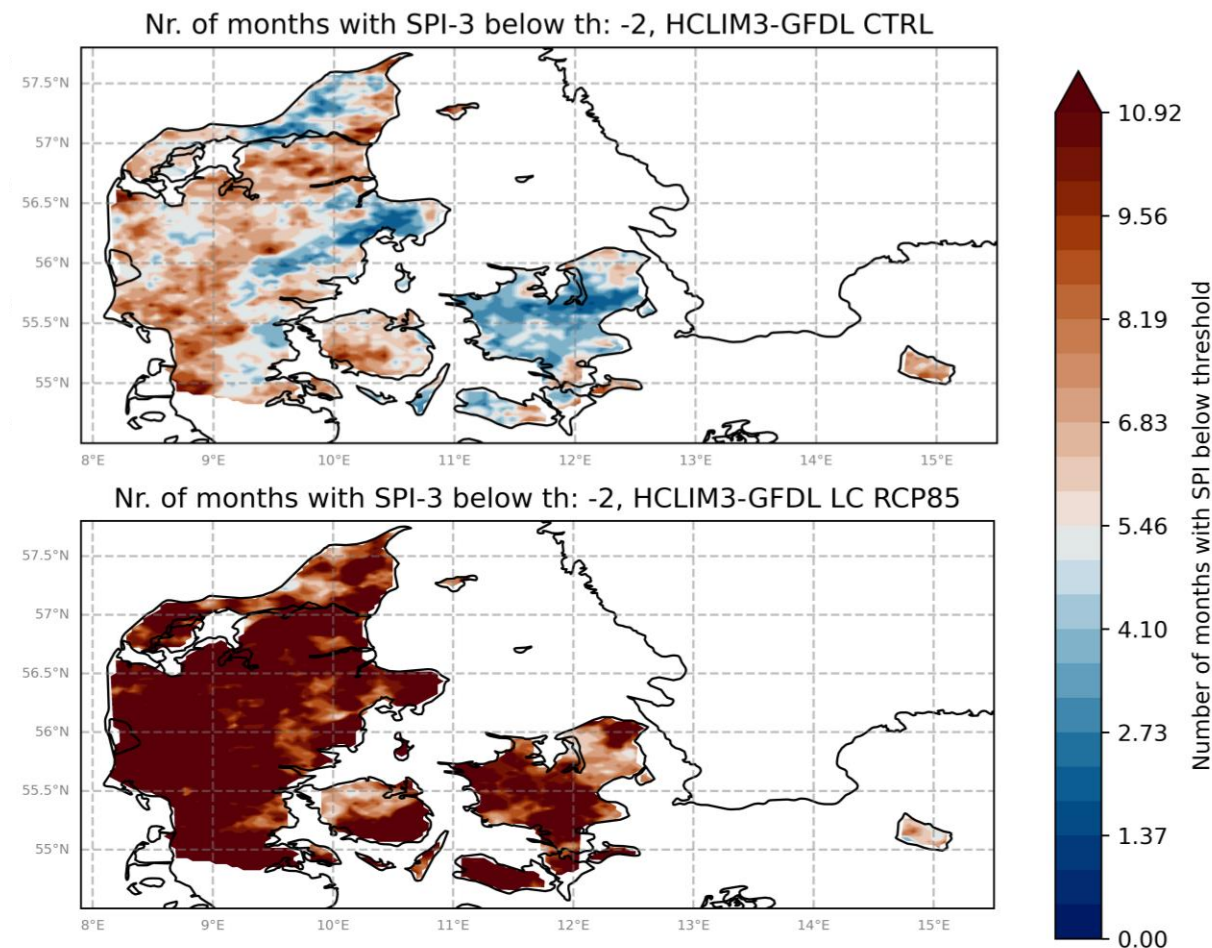 Nr. of months with SPI-3 below th: -2, HCLIM3-GFDL CTRL
57.5°N
57°N
56.5°N
56°N
55.5°N
55°N
8°E 9°E 10°E 11°E 12°E 13°E 14°E 15°E
Nr. of months with SPI-3 below th: -2, HCLIM3-GFDL LC RCP85
57.5°N
57°N
56.5°N
56°N
55.5°N
55°N
8°E 9°E 10°E 11°E 12°E 13°E 14°E 15°E
10.92
9.56
8.19
6.83
5.46
4.10
2.73
1.37
0.00
Number of months with SPI below threshold